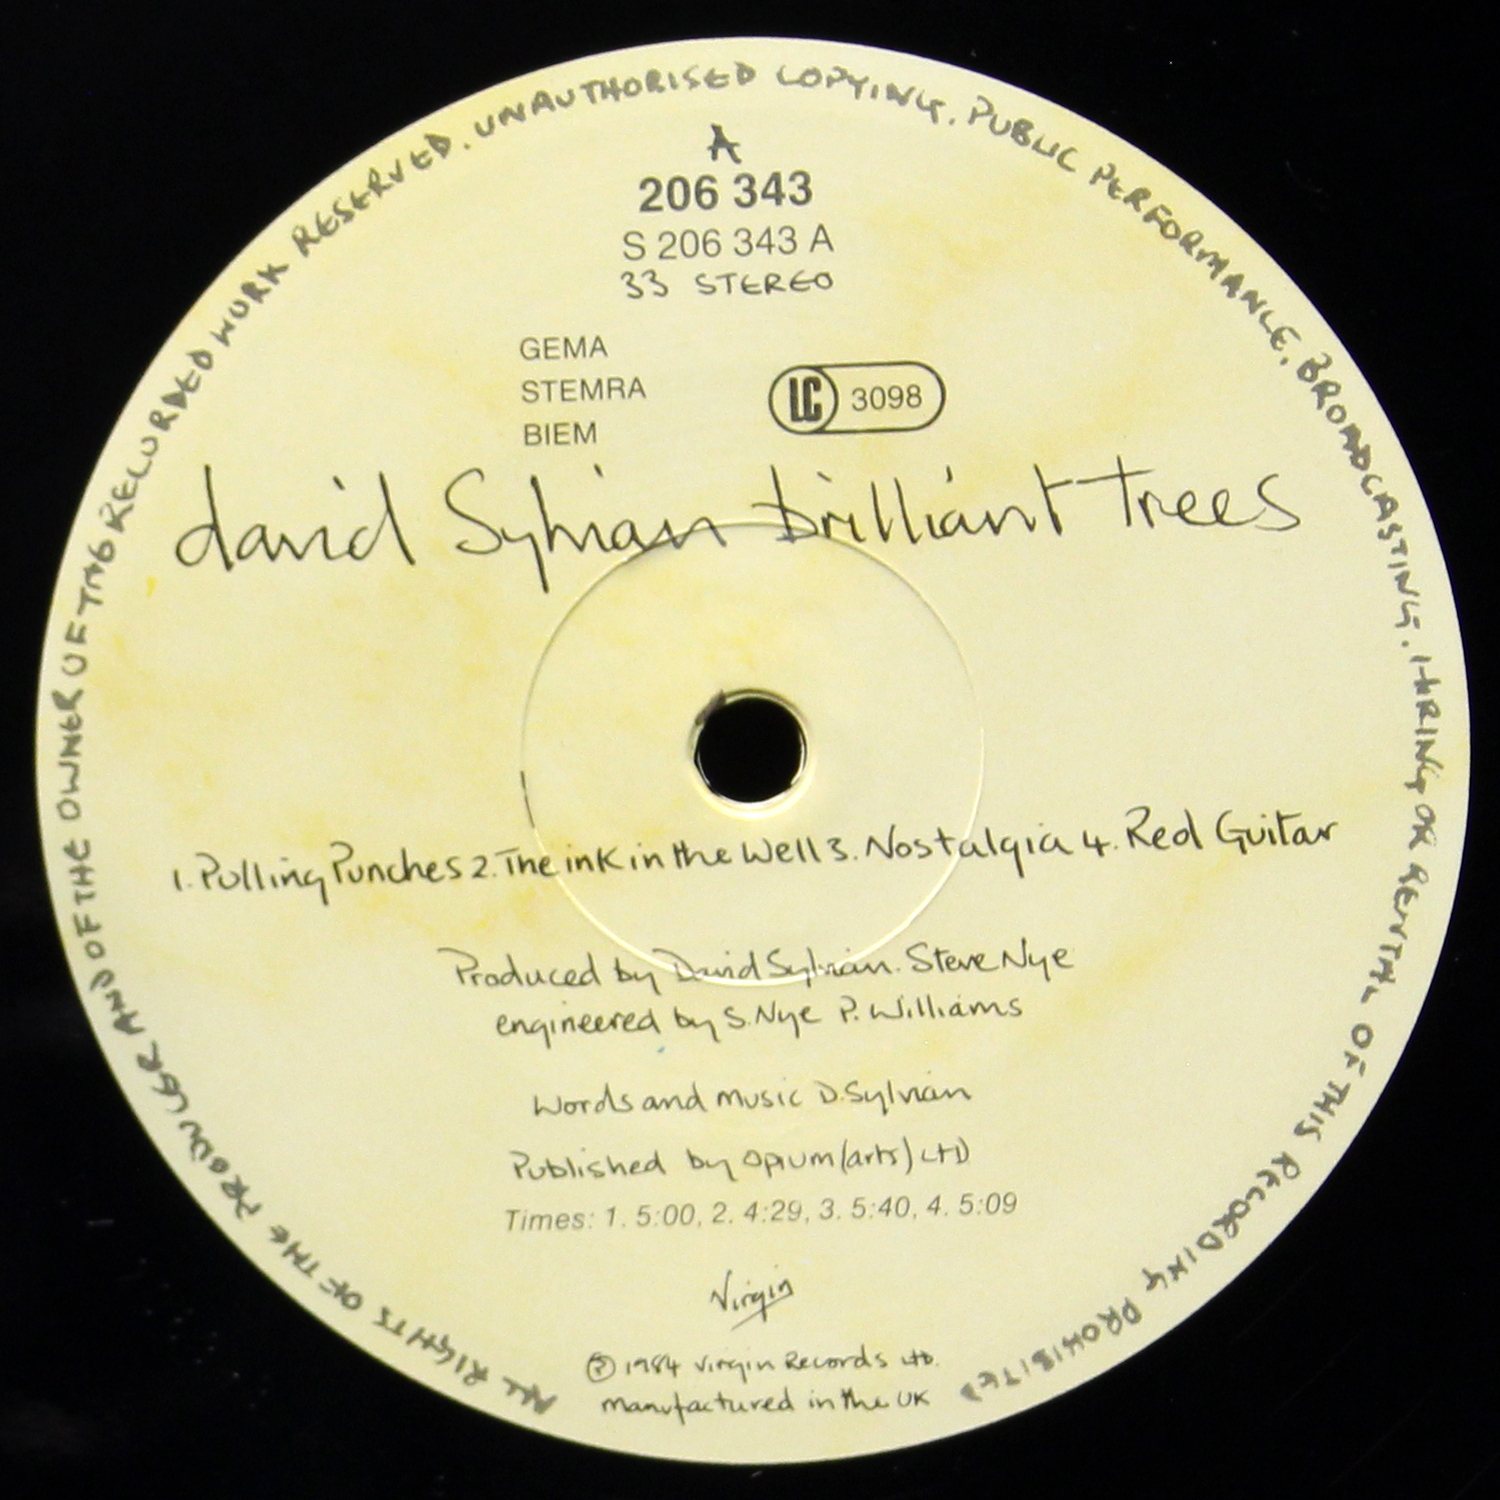 ALL RIGHTS OF THE PRODUCER AND OF THE OWNER OF THE RECORDED WORK RESERVED. UNAUTHORISED COPYING. PUBLIC PERFORMANCE. BROADCASTING. HIRING OR RENTAL OF THIS RECORDING PROHIBITED
A
206 343
S 206 343 A
33 STEREO
GEMA
STEMRA
BIEM
LC 3098
david Sylvian brilliant trees
1. Pulling Punches 2. The ink in the Well 3. Nostalgia 4. Red Guitar
Produced by David Sylvian. Steve Nye
engineered by S. Nye P. Williams
Words and music D. Sylvian
Published by opium (arts) LTD
Times: 1. 5:00, 2. 4:29, 3. 5:40, 4. 5:09
Virgin
Ⓟ 1984 Virgin Records LTD.
manufactured in the UK